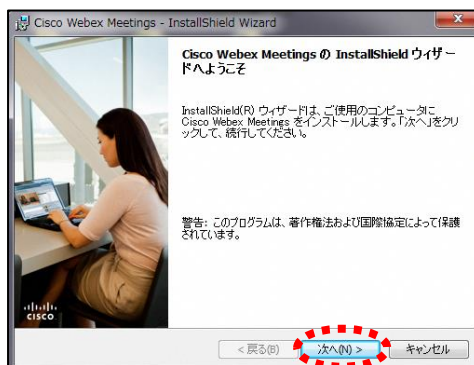 Cisco Webex Meetings - InstallShield Wizard
Cisco Webex Meetings の InstallShield ウィザー
ドへようこそ
InstallShield(R) ウィザードは、ご使用のコンピュータに
Cisco Webex Meetings をインストールします。「次へ」をクリ
ックして、続行してください。
警告: このプログラムは、著作権法および国際協定によって保護
されています。
cisco
< 戻る(B)
次へ(N) >
キャンセル